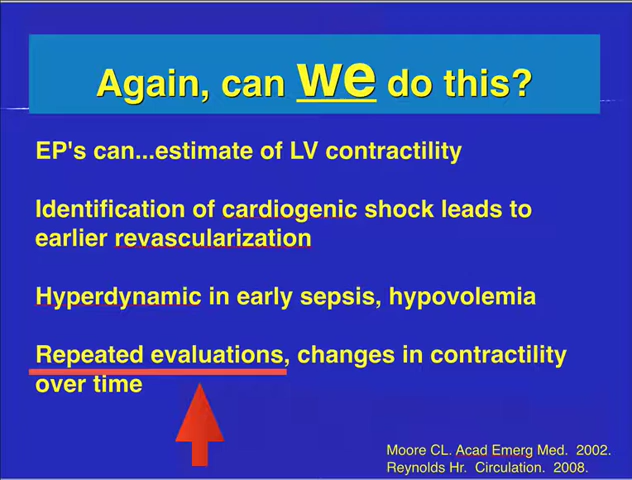 Again, can we do this?
EP's can...estimate of LV contractility
Identification of cardiogenic shock leads to
earlier revascularization
Hyperdynamic in early sepsis, hypovolemia
Repeated evaluations, changes in contractility
over time
Moore CL. Acad Emerg Med.  2002.
Reynolds Hr.  Circulation.  2008.